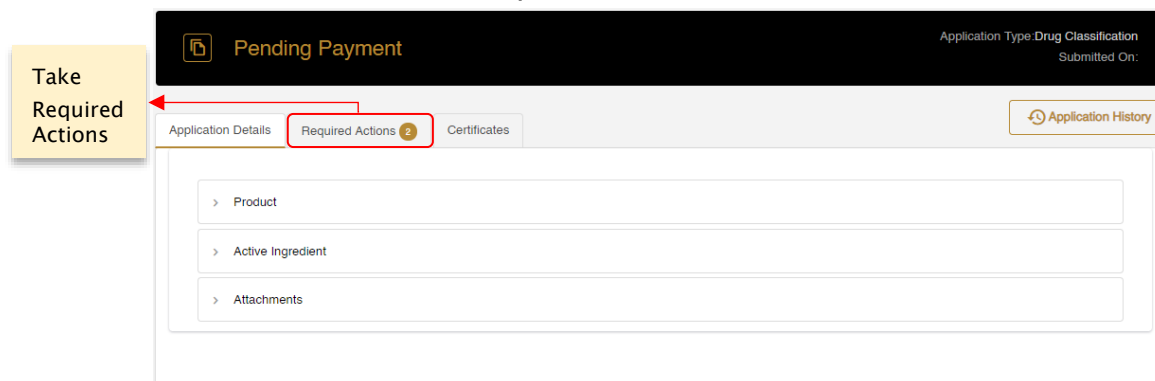 Pending Payment
Application Type:Drug Classification
Submitted On:
Take
Required
Actions
Application Details
Required Actions 2
Certificates
Application History
Product
Active Ingredient
Attachments